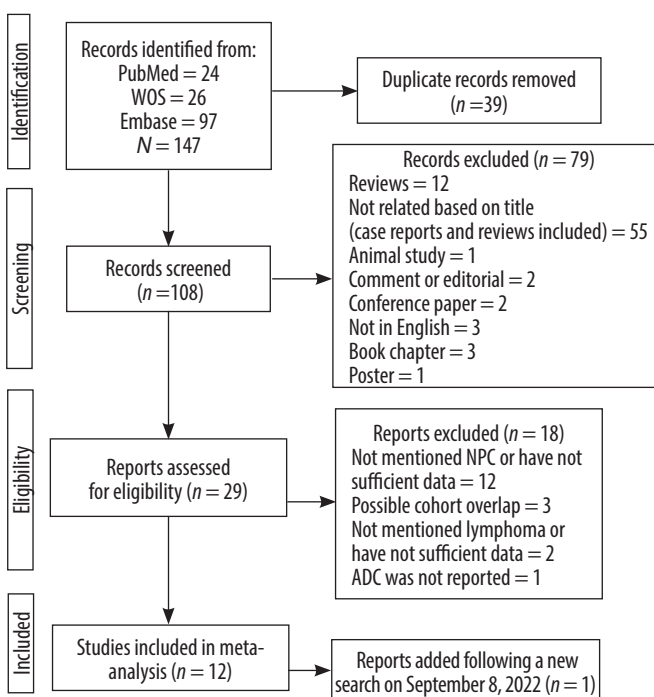 Identification
Records identified from:
PubMed = 24
WOS = 26
Embase = 97
N = 147
Duplicate records removed
(n =39)
Screening
Records screened
(n =108)
Records excluded (n = 79)
Reviews = 12
Not related based on title
(case reports and reviews included) = 55
Animal study = 1
Comment or editorial = 2
Conference paper = 2
Not in English = 3
Book chapter = 3
Poster = 1
Eligibility
Reports assessed
for eligibility (n = 29)
Reports excluded (n = 18)
Not mentioned NPC or have not
sufficient data = 12
Possible cohort overlap = 3
Not mentioned lymphoma or
have not sufficient data = 2
ADC was not reported = 1
Included
Studies included in meta-
analysis (n = 12)
Reports added following a new
search on September 8, 2022 (n = 1)